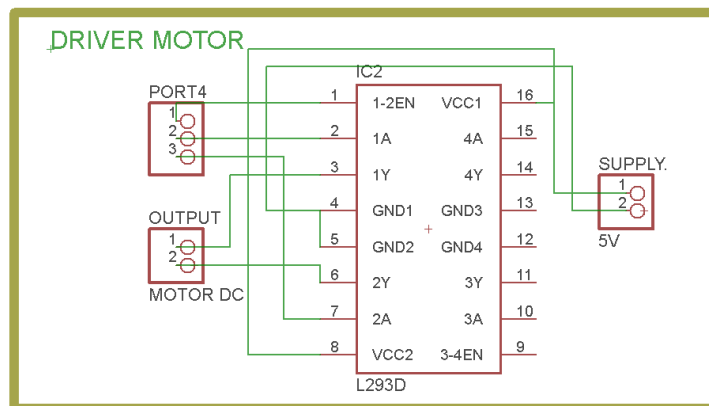 DRIVER MOTOR
IC2
PORT4
1
2
3
OUTPUT
1
2
MOTOR DC
1 1-2EN VCC1 16
2 1A 4A 15
3 1Y 4Y 14
4 GND1 GND3 13
5 GND2 GND4 12
6 2Y 3Y 11
7 2A 3A 10
8 VCC2 3-4EN 9
L293D
SUPPLY.
1
2
5V